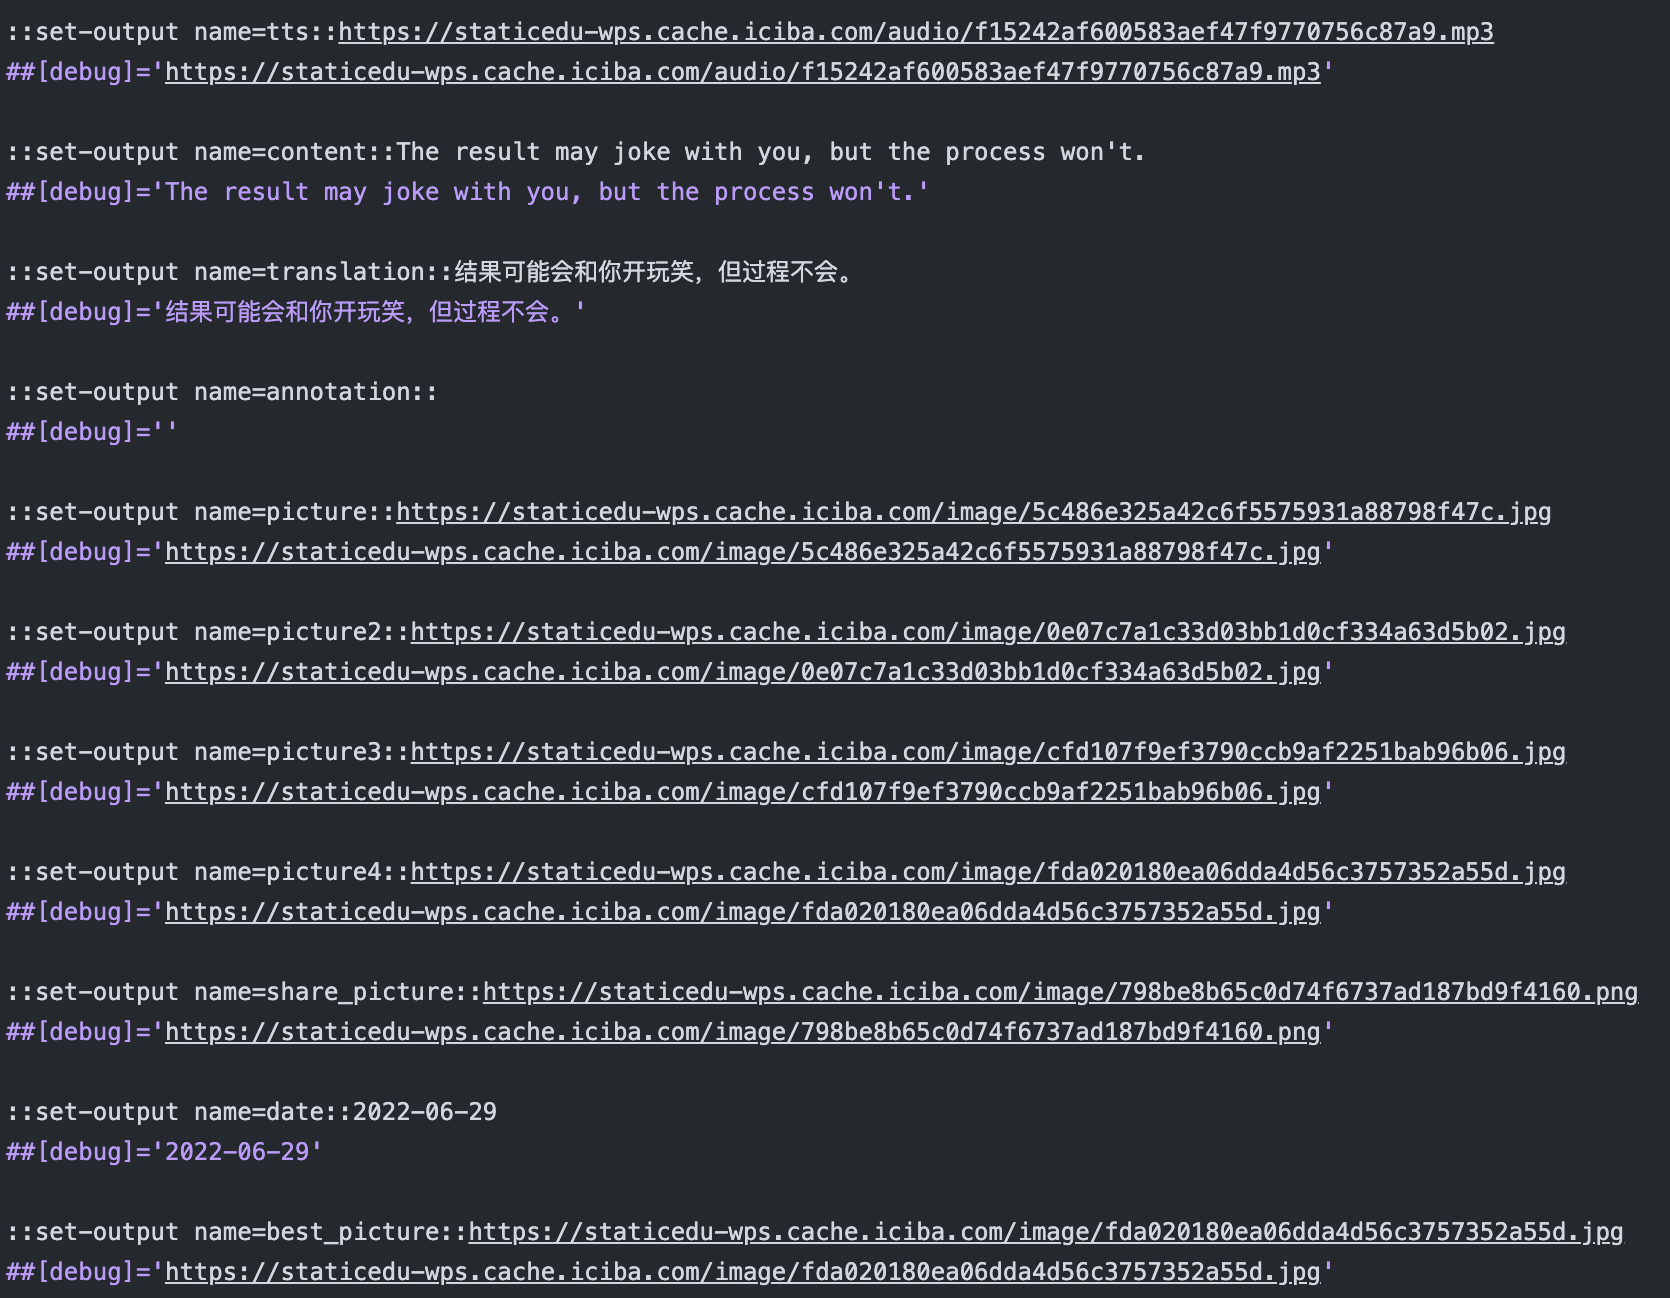 ::set-output name=tts::https://staticedu-wps.cache.iciba.com/audio/f15242af600583aef47f9770756c87a9.mp3
##[debug]='https://staticedu-wps.cache.iciba.com/audio/f15242af600583aef47f9770756c87a9.mp3'
::set-output name=content::The result may joke with you, but the process won't.
##[debug]='The result may joke with you, but the process won't.'
::set-output name=translation::结果可能会和你开玩笑，但过程不会。
##[debug]='结果可能会和你开玩笑，但过程不会。'
::set-output name=annotation::
##[debug]=''
::set-output name=picture::https://staticedu-wps.cache.iciba.com/image/5c486e325a42c6f5575931a88798f47c.jpg
##[debug]='https://staticedu-wps.cache.iciba.com/image/5c486e325a42c6f5575931a88798f47c.jpg'
::set-output name=picture2::https://staticedu-wps.cache.iciba.com/image/0e07c7a1c33d03bb1d0cf334a63d5b02.jpg
##[debug]='https://staticedu-wps.cache.iciba.com/image/0e07c7a1c33d03bb1d0cf334a63d5b02.jpg'
::set-output name=picture3::https://staticedu-wps.cache.iciba.com/image/cfd107f9ef3790ccb9af2251bab96b06.jpg
##[debug]='https://staticedu-wps.cache.iciba.com/image/cfd107f9ef3790ccb9af2251bab96b06.jpg'
::set-output name=picture4::https://staticedu-wps.cache.iciba.com/image/fda020180ea06dda4d56c3757352a55d.jpg
##[debug]='https://staticedu-wps.cache.iciba.com/image/fda020180ea06dda4d56c3757352a55d.jpg'
::set-output name=share_picture::https://staticedu-wps.cache.iciba.com/image/798be8b65c0d74f6737ad187bd9f4160.png
##[debug]='https://staticedu-wps.cache.iciba.com/image/798be8b65c0d74f6737ad187bd9f4160.png'
::set-output name=date::2022-06-29
##[debug]='2022-06-29'
::set-output name=best_picture::https://staticedu-wps.cache.iciba.com/image/fda020180ea06dda4d56c3757352a55d.jpg
##[debug]='https://staticedu-wps.cache.iciba.com/image/fda020180ea06dda4d56c3757352a55d.jpg'